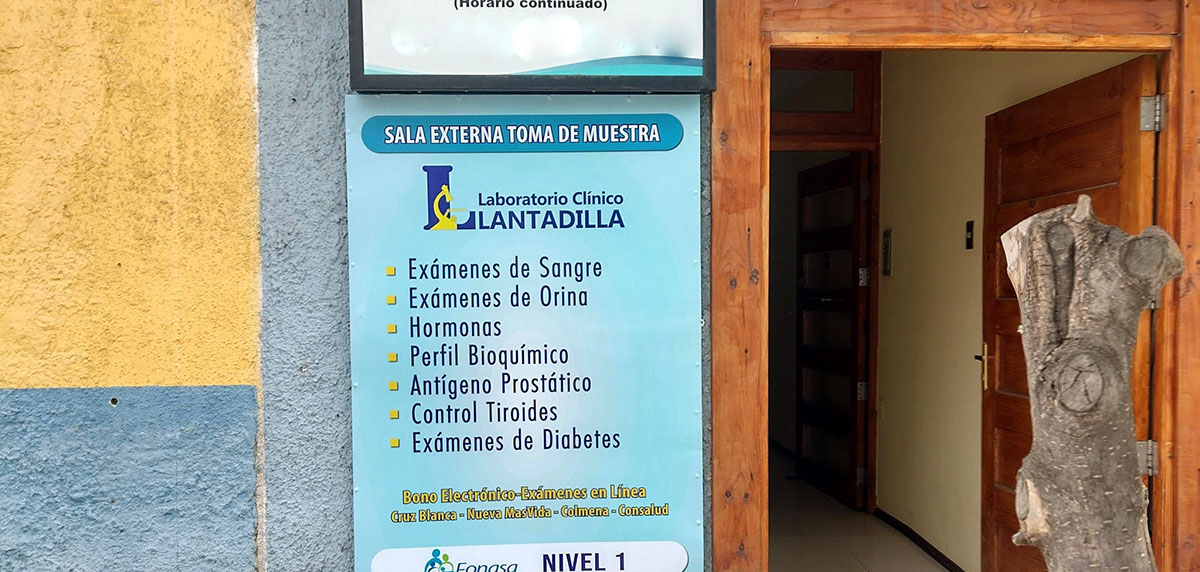 (Horario continuado)
SALA EXTERNA TOMA DE MUESTRA
Laboratorio Clínico
LANTADILLA
Exámenes de Sangre
Exámenes de Orina
Hormonas
Perfil Bioquímico
Antígeno Prostático
Control Tiroides
Exámenes de Diabetes
Bono Electrónico-Exámenes en Línea
Cruz Blanca - Nueva MasVida - Colmena - Consalud
Fonasa NIVEL 1